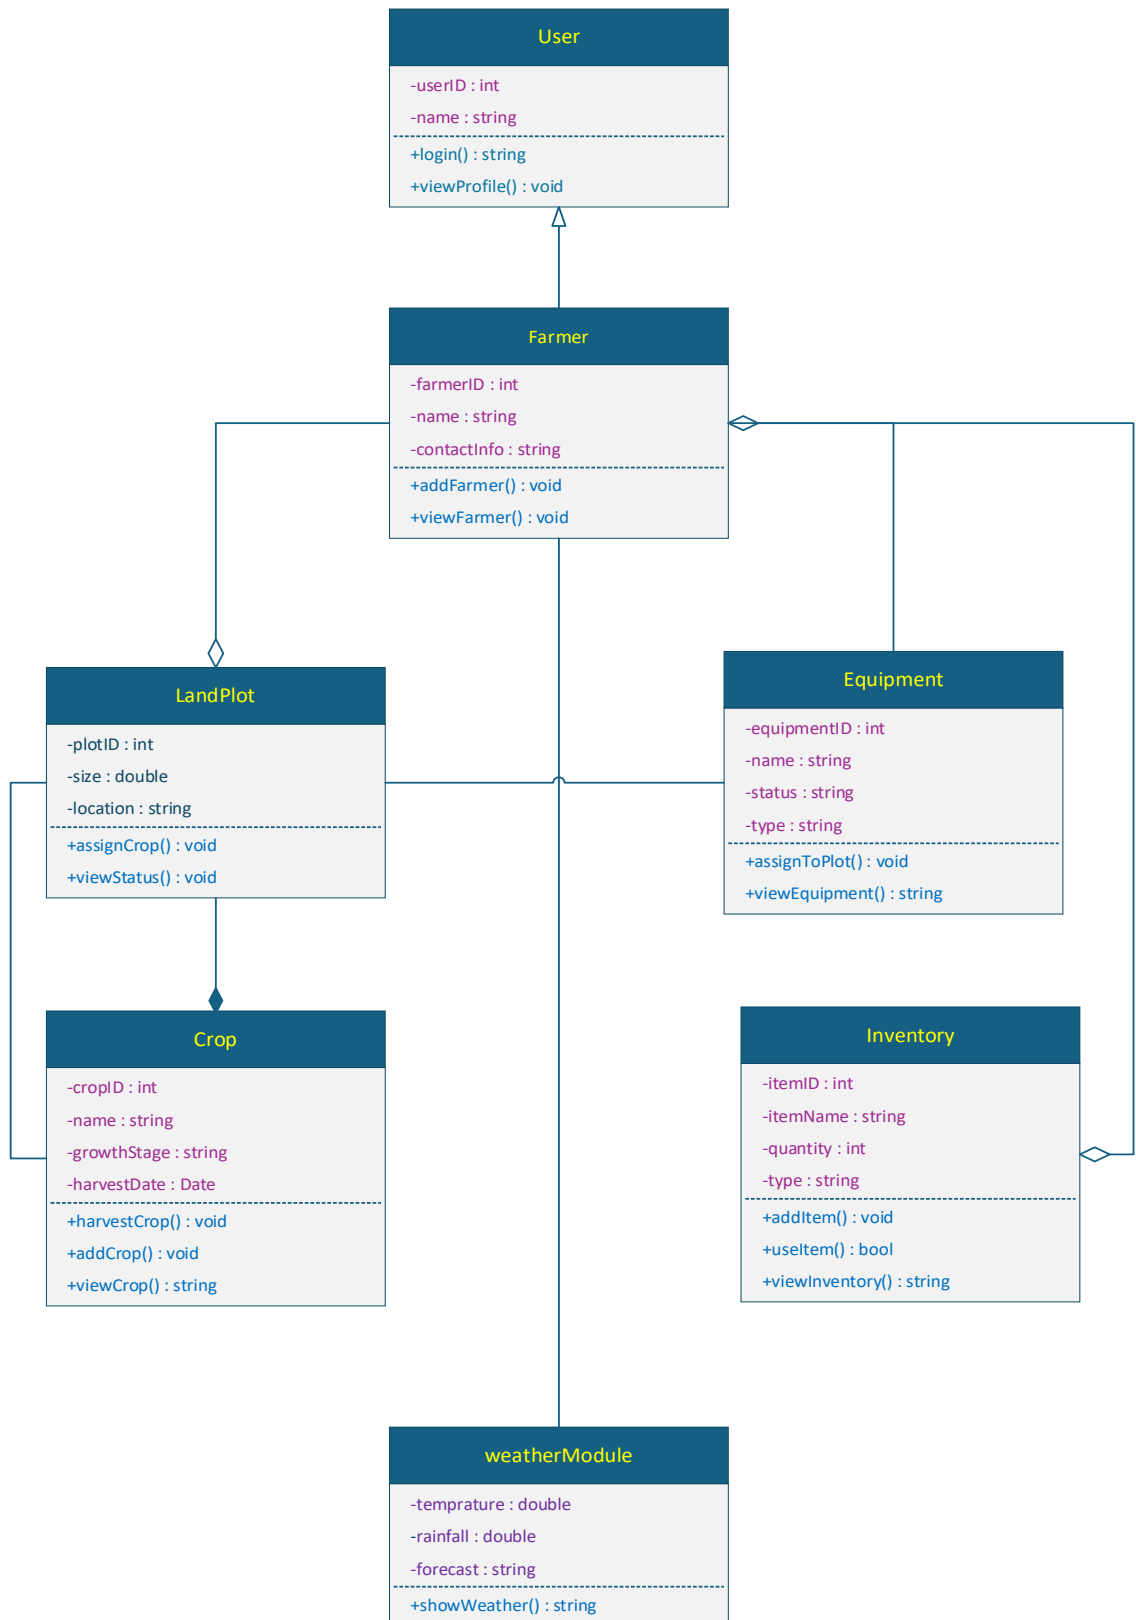 User
-userID : int
-name : string
+login() : string
+viewProfile() : void
Farmer
-farmerID : int
-name : string
-contactInfo : string
+addFarmer() : void
+viewFarmer() : void
LandPlot
-plotID : int
-size : double
-location : string
+assignCrop() : void
+viewStatus() : void
Equipment
-equipmentID : int
-name : string
-status : string
-type : string
+assignToPlot() : void
+viewEquipment() : string
Crop
-cropID : int
-name : string
-growthStage : string
-harvestDate : Date
+harvestCrop() : void
+addCrop() : void
+viewCrop() : string
Inventory
-itemID : int
-itemName : string
-quantity : int
-type : string
+addItem() : void
+useItem() : bool
+viewInventory() : string
weatherModule
-temprature : double
-rainfall : double
-forecast : string
+showWeather() : string